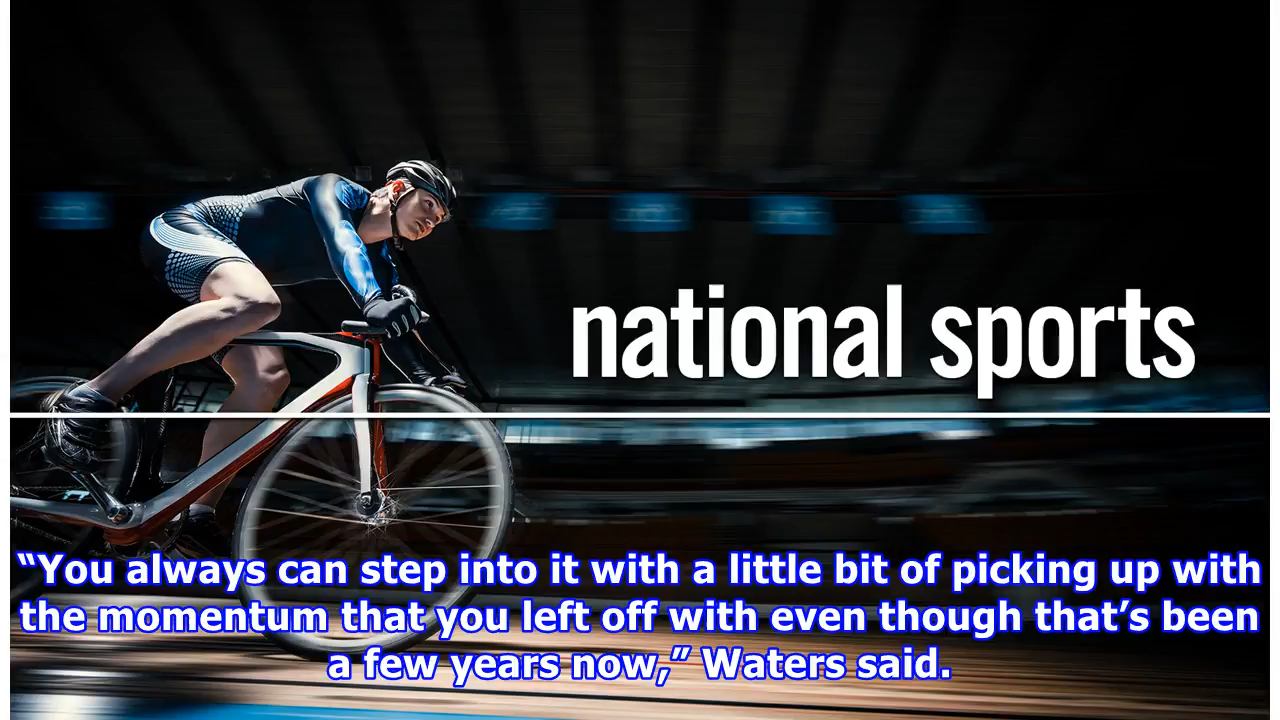 national sports
“You always can step into it with a little bit of picking up with
the momentum that you left off with even though that’s been
a few years now,” Waters said.